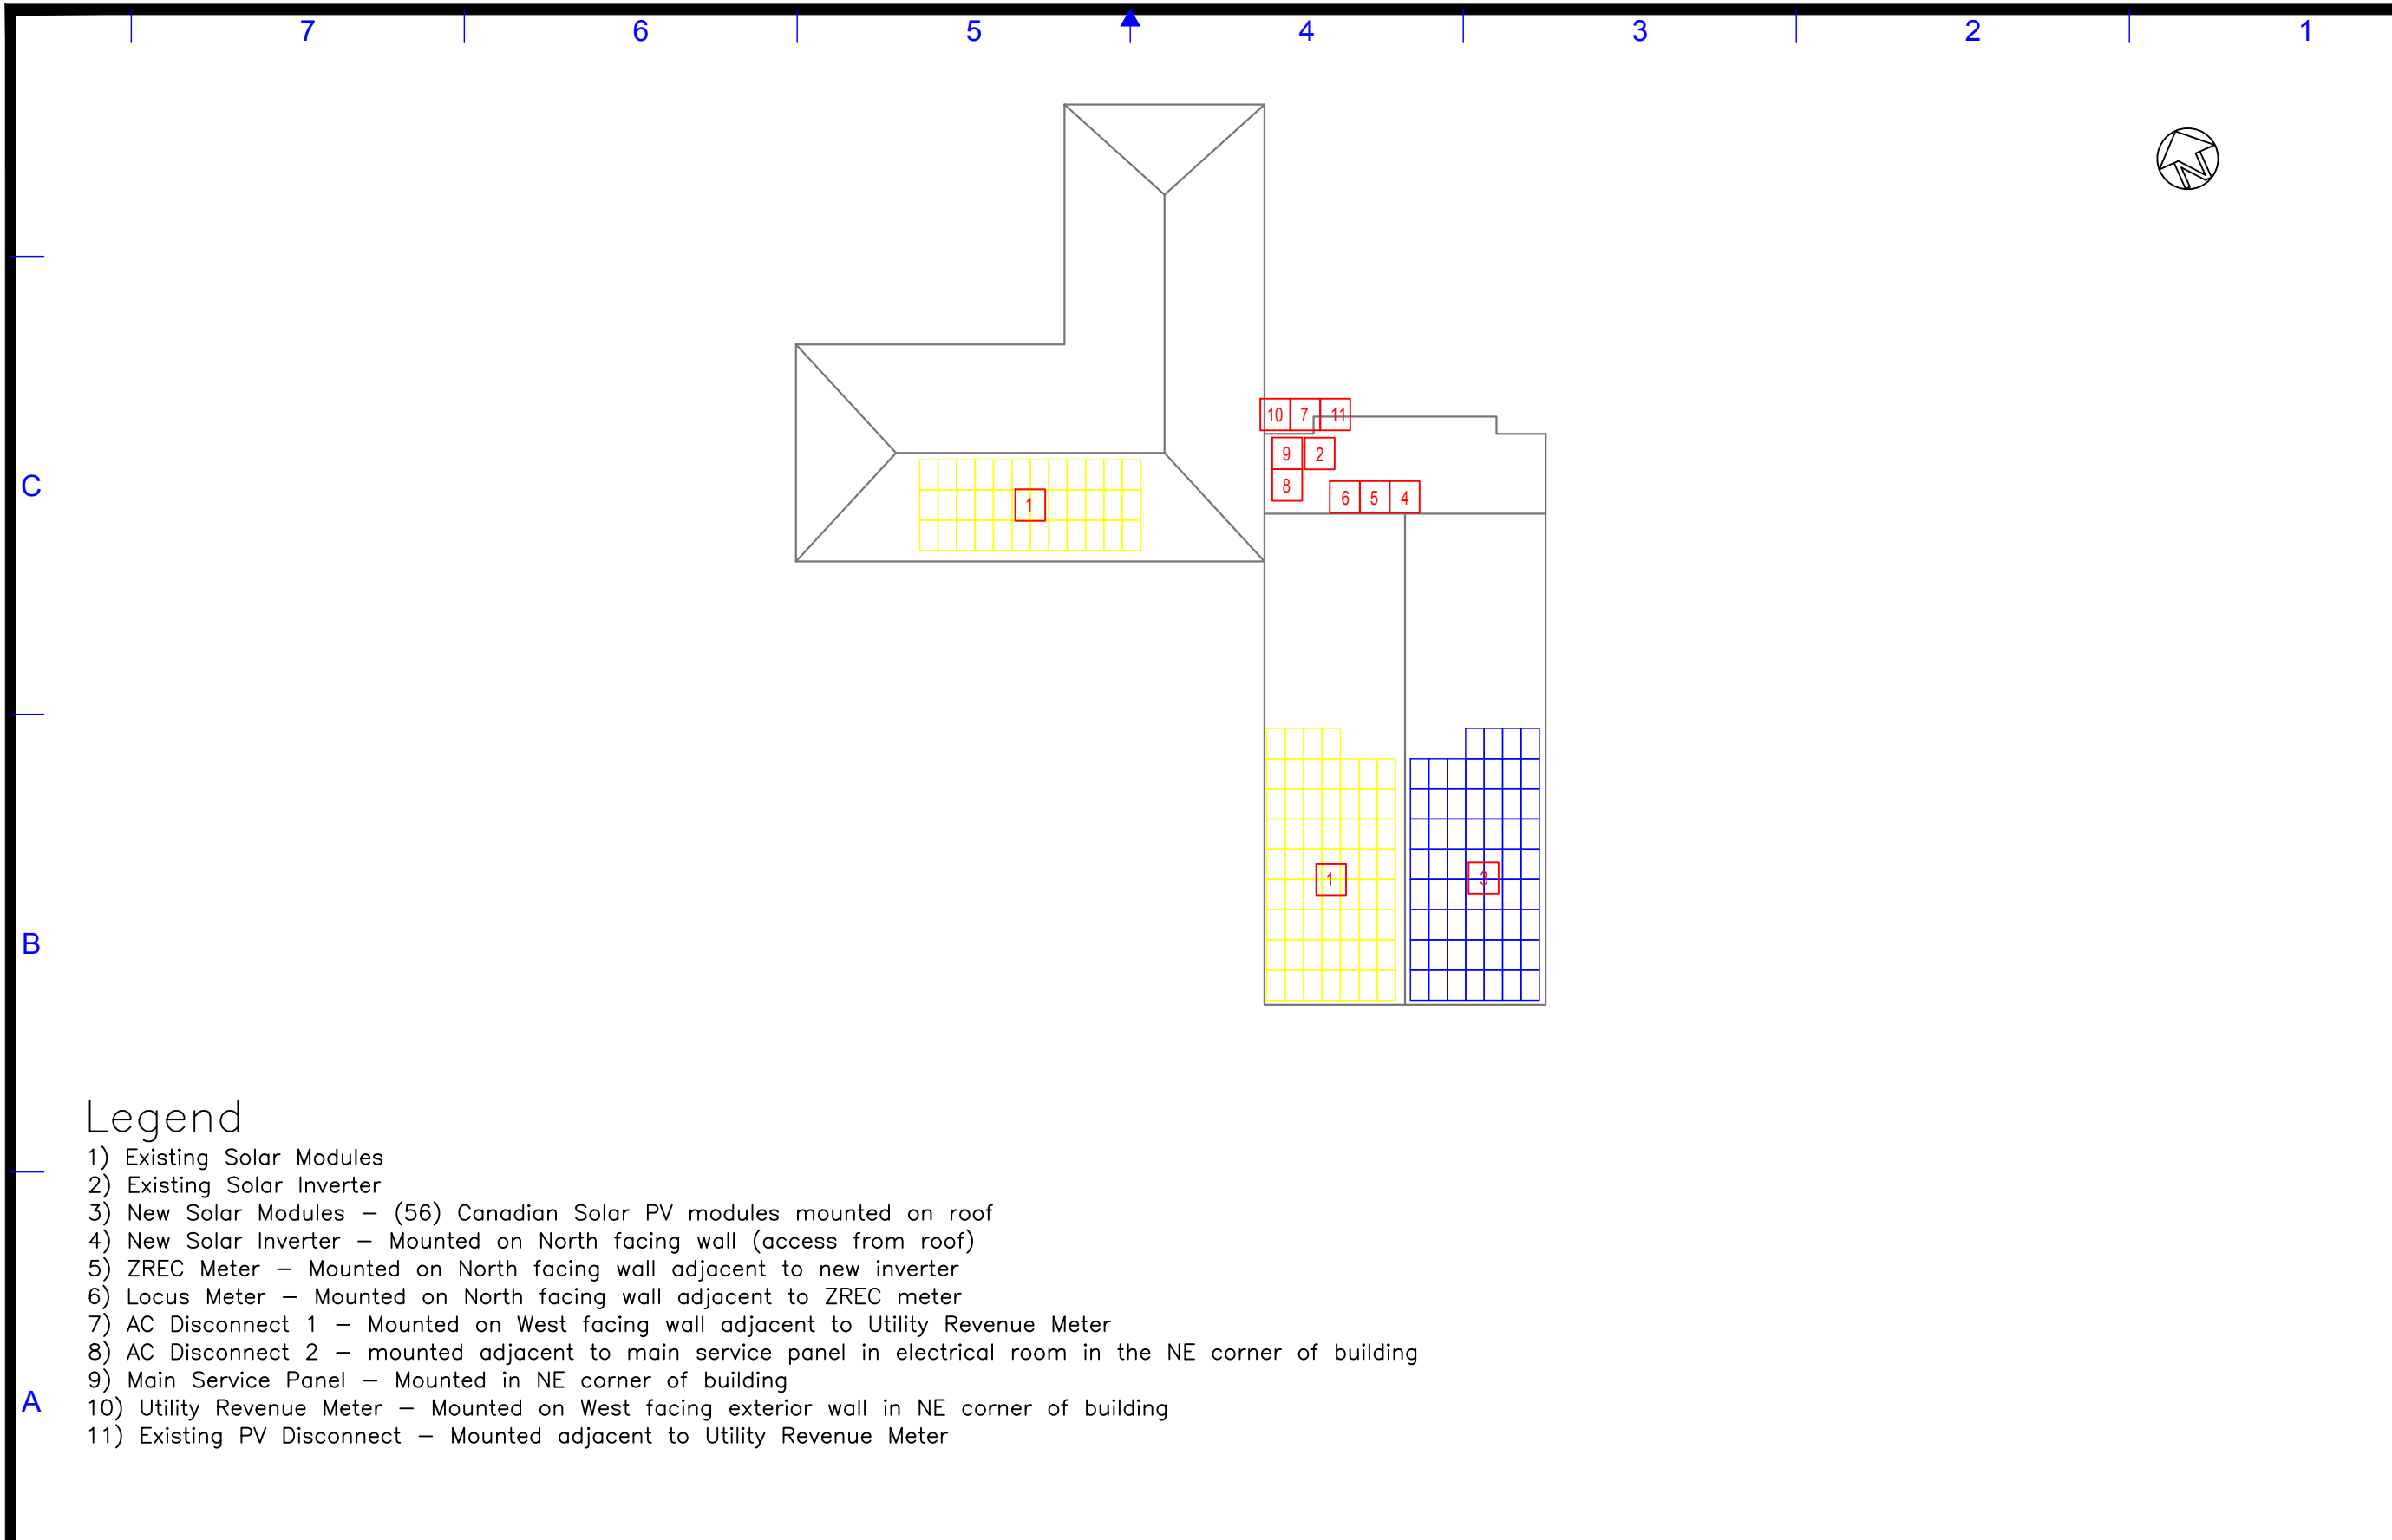 7 6 5 4 3 2 1
N
10 7 11
9 2
8
6 5 4
C
1
B
1 3
Legend
1) Existing Solar Modules
2) Existing Solar Inverter
3) New Solar Modules – (56) Canadian Solar PV modules mounted on roof
4) New Solar Inverter – Mounted on North facing wall (access from roof)
5) ZREC Meter – Mounted on North facing wall adjacent to new inverter
6) Locus Meter – Mounted on North facing wall adjacent to ZREC meter
7) AC Disconnect 1 – Mounted on West facing wall adjacent to Utility Revenue Meter
8) AC Disconnect 2 – mounted adjacent to main service panel in electrical room in the NE corner of building
9) Main Service Panel – Mounted in NE corner of building
A
10) Utility Revenue Meter – Mounted on West facing exterior wall in NE corner of building
11) Existing PV Disconnect – Mounted adjacent to Utility Revenue Meter